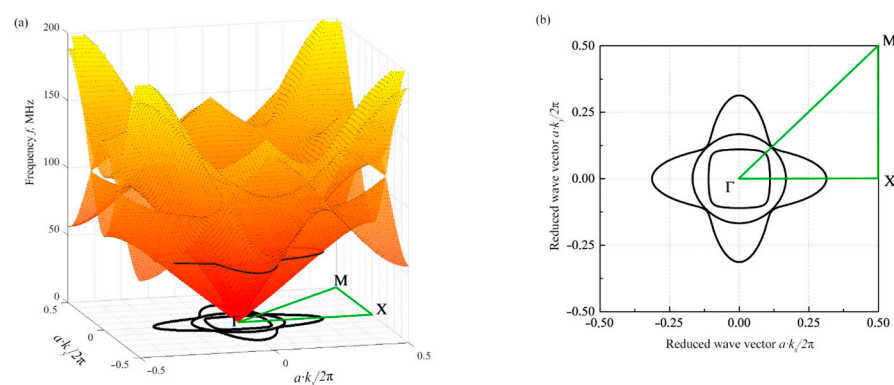 (a)
200
150
100
50
0
Frequency f, MHz
0.5
0
−0.5
a·k_y/2π
−0.5
0
0.5
a·k_x/2π
Γ
M
X
(b)
0.50
0.25
0.00
−0.25
−0.50
Reduced wave vector a·k_y/2π
−0.50
−0.25
0.00
0.25
0.50
Reduced wave vector a·k_x/2π
Γ
M
X